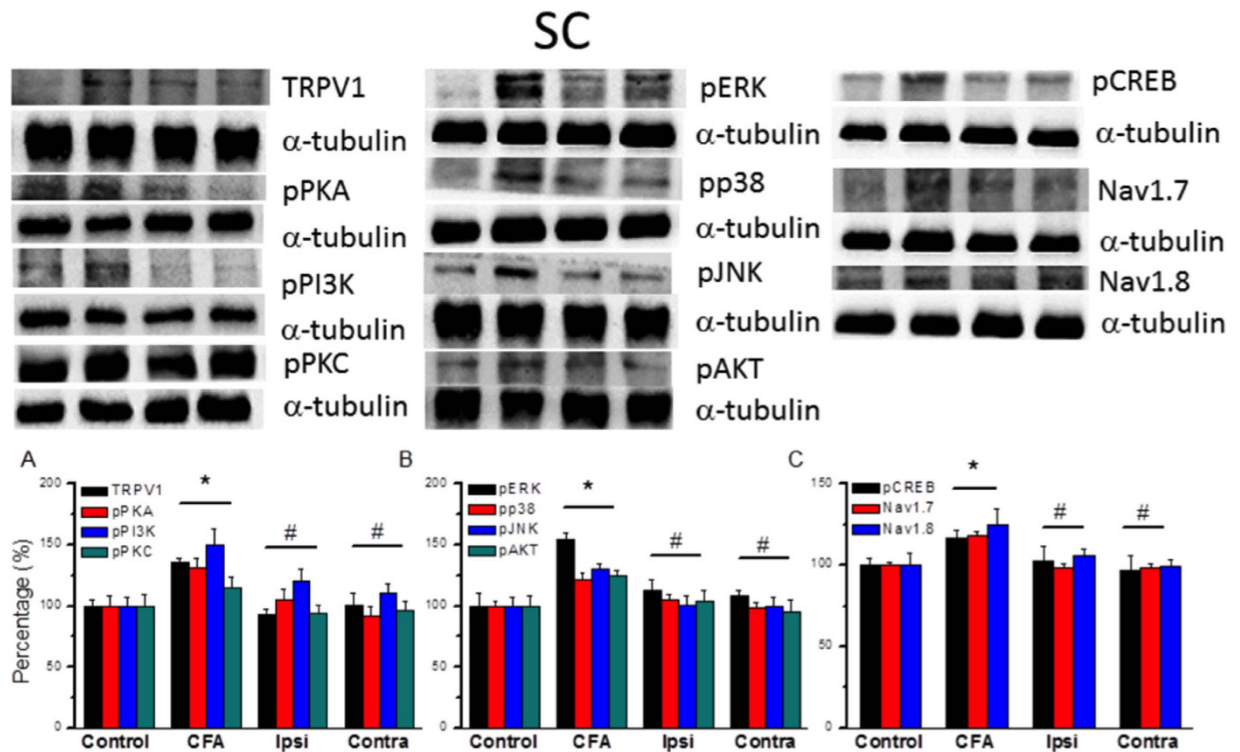 SC
TRPV1
α-tubulin
pPKA
α-tubulin
pPI3K
α-tubulin
pPKC
α-tubulin
pERK
α-tubulin
pp38
α-tubulin
pJNK
α-tubulin
pAKT
α-tubulin
pCREB
α-tubulin
Nav1.7
α-tubulin
Nav1.8
α-tubulin
A
Percentage (%)
200
150
100
50
0
TRPV1
pPKA
pPI3K
pPKC
*
#
#
Control CFA Ipsi Contra
B
200
150
100
50
0
pERK
pp38
pJNK
pAKT
*
#
#
Control CFA Ipsi Contra
C
150
100
50
0
pCREB
Nav1.7
Nav1.8
*
#
#
Control CFA Ipsi Contra